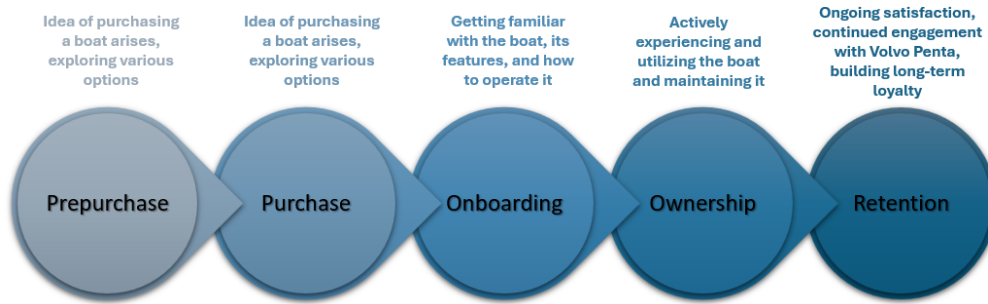 Idea of purchasing
a boat arises,
exploring various
options
Idea of purchasing
a boat arises,
exploring various
options
Getting familiar
with the boat, its
features, and how
to operate it
Actively
experiencing and
utilizing the boat
and maintaining it
Ongoing satisfaction,
continued engagement
with Volvo Penta,
building long-term
loyalty
Prepurchase
Purchase
Onboarding
Ownership
Retention